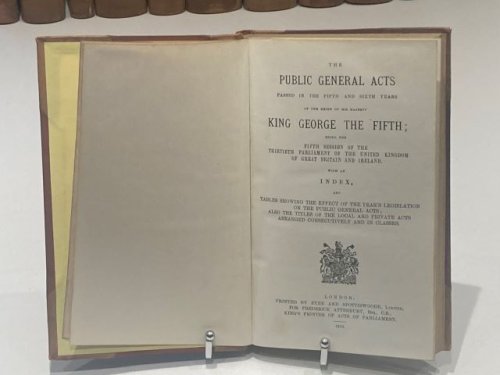 THE
PUBLIC GENERAL ACTS
PASSED IN THE FIFTH AND SIXTH YEARS
OF THE REIGN OF HIS MAJESTY
KING GEORGE THE FIFTH;
BEING THE
FIFTH SESSION OF THE
THIRTIETH PARLIAMENT OF THE UNITED KINGDOM
OF GREAT BRITAIN AND IRELAND.
WITH AN
INDEX,
AND
TABLES SHOWING THE EFFECT OF THE YEAR'S LEGISLATION
ON THE PUBLIC GENERAL ACTS;
ALSO THE TITLES OF THE LOCAL AND PRIVATE ACTS
ARRANGED CONSECUTIVELY AND IN CLASSES.
LONDON:
PRINTED BY EYRE AND SPOTTISWOODE, LIMITED,
FOR FREDERICK ATTERBURY, ESQ., C.B.,
KING'S PRINTER OF ACTS OF PARLIAMENT.